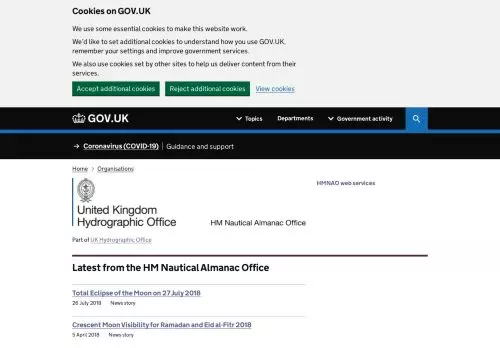 Cookies on GOV.UK
We use some essential cookies to make this website work.
We'd like to set additional cookies to understand how you use GOV.UK,
remember your settings and improve government services.
We also use cookies set by other sites to help us deliver content from their
services.
Accept additional cookies Reject additional cookies View cookies
GOV.UK Topics Departments Government activity
→ Coronavirus (COVID-19) Guidance and support
Home > Organisations
HMNAO web services
United Kingdom
Hydrographic Office HM Nautical Almanac Office
Part of UK Hydrographic Office
Latest from the HM Nautical Almanac Office
Total Eclipse of the Moon on 27 July 2018
26 July 2018 News story
Crescent Moon Visibility for Ramadan and Eid al-Fitr 2018
5 April 2018 News story